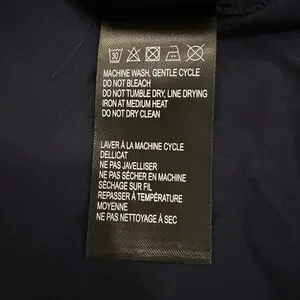 30
MACHINE WASH, GENTLE CYCLE
DO NOT BLEACH
DO NOT TUMBLE DRY, LINE DRYING
IRON AT MEDIUM HEAT
DO NOT DRY CLEAN
LAVER À LA MACHINE CYCLE
DELLICAT
NE PAS JAVELLISER
NE PAS SÉCHER EN MACHINE
SÉCHAGE SUR FIL
REPASSER À TEMPÉRATURE
MOYENNE
NE PAS NETTOYAGE À SEC